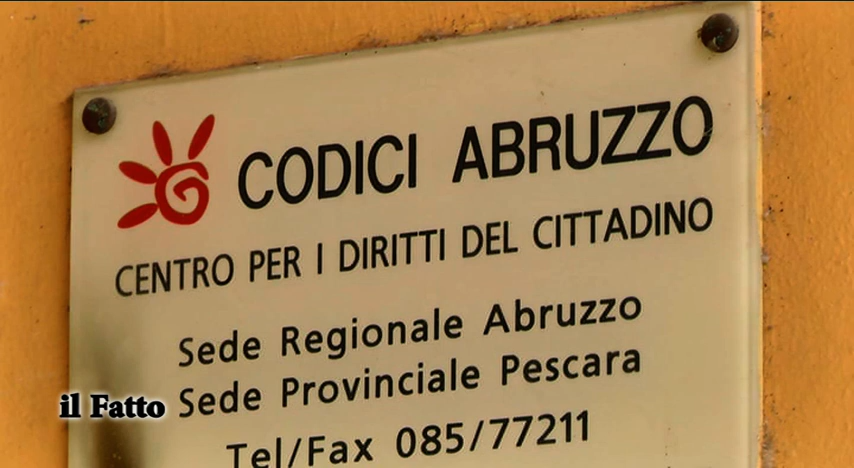 CODICI ABRUZZO
CENTRO PER I DIRITTI DEL CITTADINO
Sede Regionale Abruzzo
Sede Provinciale Pescara
Tel/Fax 085/77211
il Fatto